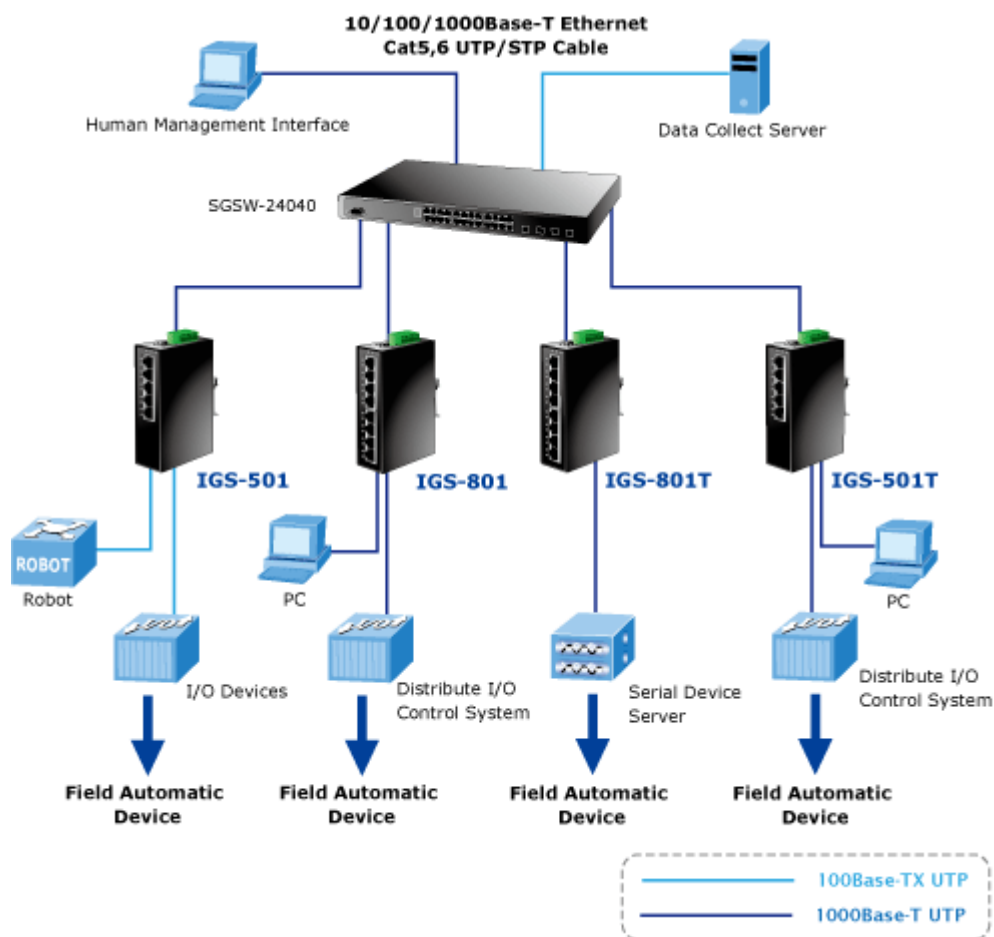 10/100/1000Base-T Ethernet
Cat5,6 UTP/STP Cable
Human Management Interface
Data Collect Server
SGSW-24040
IGS-501
IGS-801
IGS-801T
IGS-501T
ROBOT
Robot
PC
PC
I/O Devices
Distribute I/O
Control System
Serial Device
Server
Distribute I/O
Control System
Field Automatic
Device
Field Automatic
Device
Field Automatic
Device
Field Automatic
Device
100Base-TX UTP
1000Base-T UTP